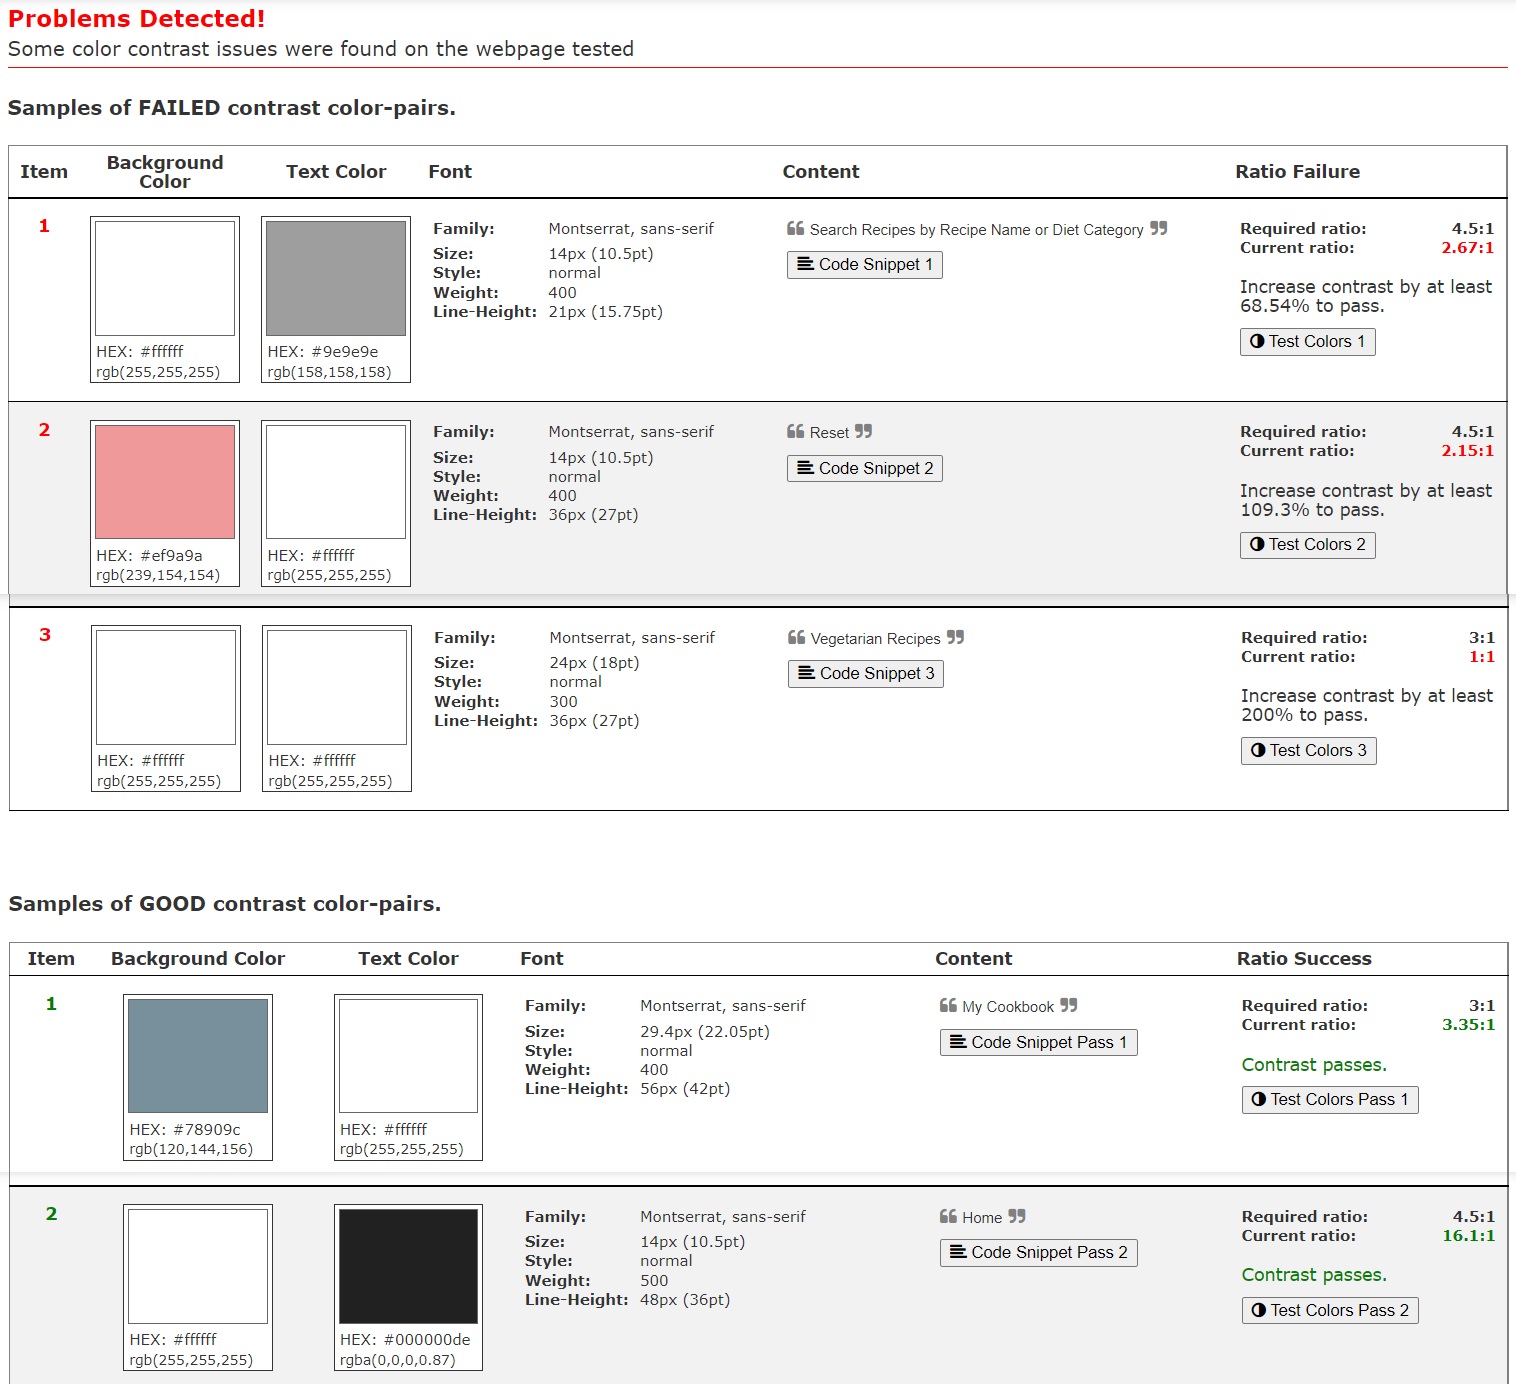 Problems Detected!
Some color contrast issues were found on the webpage tested
Samples of FAILED contrast color-pairs.
Item Background Color Text Color Font Content Ratio Failure
1
HEX: #ffffff
rgb(255,255,255)
HEX: #9e9e9e
rgb(158,158,158)
Family: Montserrat, sans-serif
Size: 14px (10.5pt)
Style: normal
Weight: 400
Line-Height: 21px (15.75pt)
❝ Search Recipes by Recipe Name or Diet Category ❞
Code Snippet 1
Required ratio: 4.5:1
Current ratio: 2.67:1
Increase contrast by at least
68.54% to pass.
Test Colors 1
2
HEX: #ef9a9a
rgb(239,154,154)
HEX: #ffffff
rgb(255,255,255)
Family: Montserrat, sans-serif
Size: 14px (10.5pt)
Style: normal
Weight: 400
Line-Height: 36px (27pt)
❝ Reset ❞
Code Snippet 2
Required ratio: 4.5:1
Current ratio: 2.15:1
Increase contrast by at least
109.3% to pass.
Test Colors 2
3
HEX: #ffffff
rgb(255,255,255)
HEX: #ffffff
rgb(255,255,255)
Family: Montserrat, sans-serif
Size: 24px (18pt)
Style: normal
Weight: 300
Line-Height: 36px (27pt)
❝ Vegetarian Recipes ❞
Code Snippet 3
Required ratio: 3:1
Current ratio: 1:1
Increase contrast by at least
200% to pass.
Test Colors 3
Samples of GOOD contrast color-pairs.
Item Background Color Text Color Font Content Ratio Success
1
HEX: #78909c
rgb(120,144,156)
HEX: #ffffff
rgb(255,255,255)
Family: Montserrat, sans-serif
Size: 29.4px (22.05pt)
Style: normal
Weight: 400
Line-Height: 56px (42pt)
❝ My Cookbook ❞
Code Snippet Pass 1
Required ratio: 3:1
Current ratio: 3.35:1
Contrast passes.
Test Colors Pass 1
2
HEX: #ffffff
rgb(255,255,255)
HEX: #000000de
rgba(0,0,0,0.87)
Family: Montserrat, sans-serif
Size: 14px (10.5pt)
Style: normal
Weight: 500
Line-Height: 48px (36pt)
❝ Home ❞
Code Snippet Pass 2
Required ratio: 4.5:1
Current ratio: 16.1:1
Contrast passes.
Test Colors Pass 2